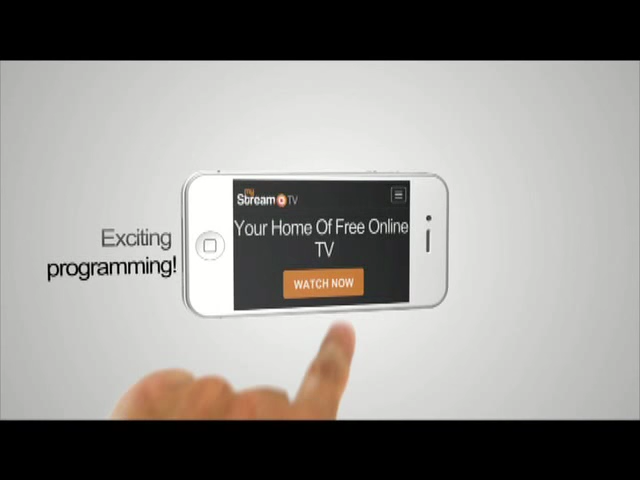 my
Stream TV
Your Home Of Free Online
TV
WATCH NOW
Exciting
programming!